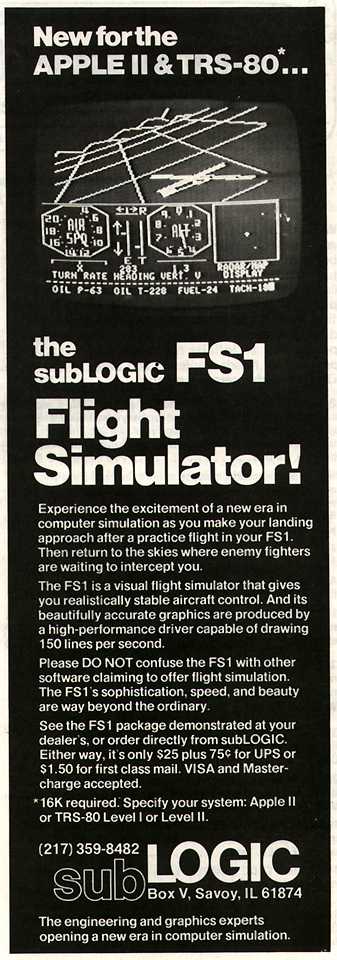 New for the
APPLE II & TRS-80*...
AIR
SPD
ALT
TURN RATE HEADING VERT. V
RADAR/MAP
DISPLAY
OIL P-63 OIL T-228 FUEL-24 TACH-18
the
subLOGIC FS1
Flight
Simulator!
Experience the excitement of a new era in
computer simulation as you make your landing
approach after a practice flight in your FS1.
Then return to the skies where enemy fighters
are waiting to intercept you.
The FS1 is a visual flight simulator that gives
you realistically stable aircraft control. And its
beautifully accurate graphics are produced by
a high-performance driver capable of drawing
150 lines per second.
Please DO NOT confuse the FS1 with other
software claiming to offer flight simulation.
The FS1's sophistication, speed, and beauty
are way beyond the ordinary.
See the FS1 package demonstrated at your
dealer's, or order directly from subLOGIC.
Either way, it's only $25 plus 75¢ for UPS or
$1.50 for first class mail. VISA and Master-
charge accepted.
*16K required. Specify your system: Apple II
or TRS-80 Level I or Level II.
(217) 359-8482
subLOGIC
Box V, Savoy, IL 61874
The engineering and graphics experts
opening a new era in computer simulation.